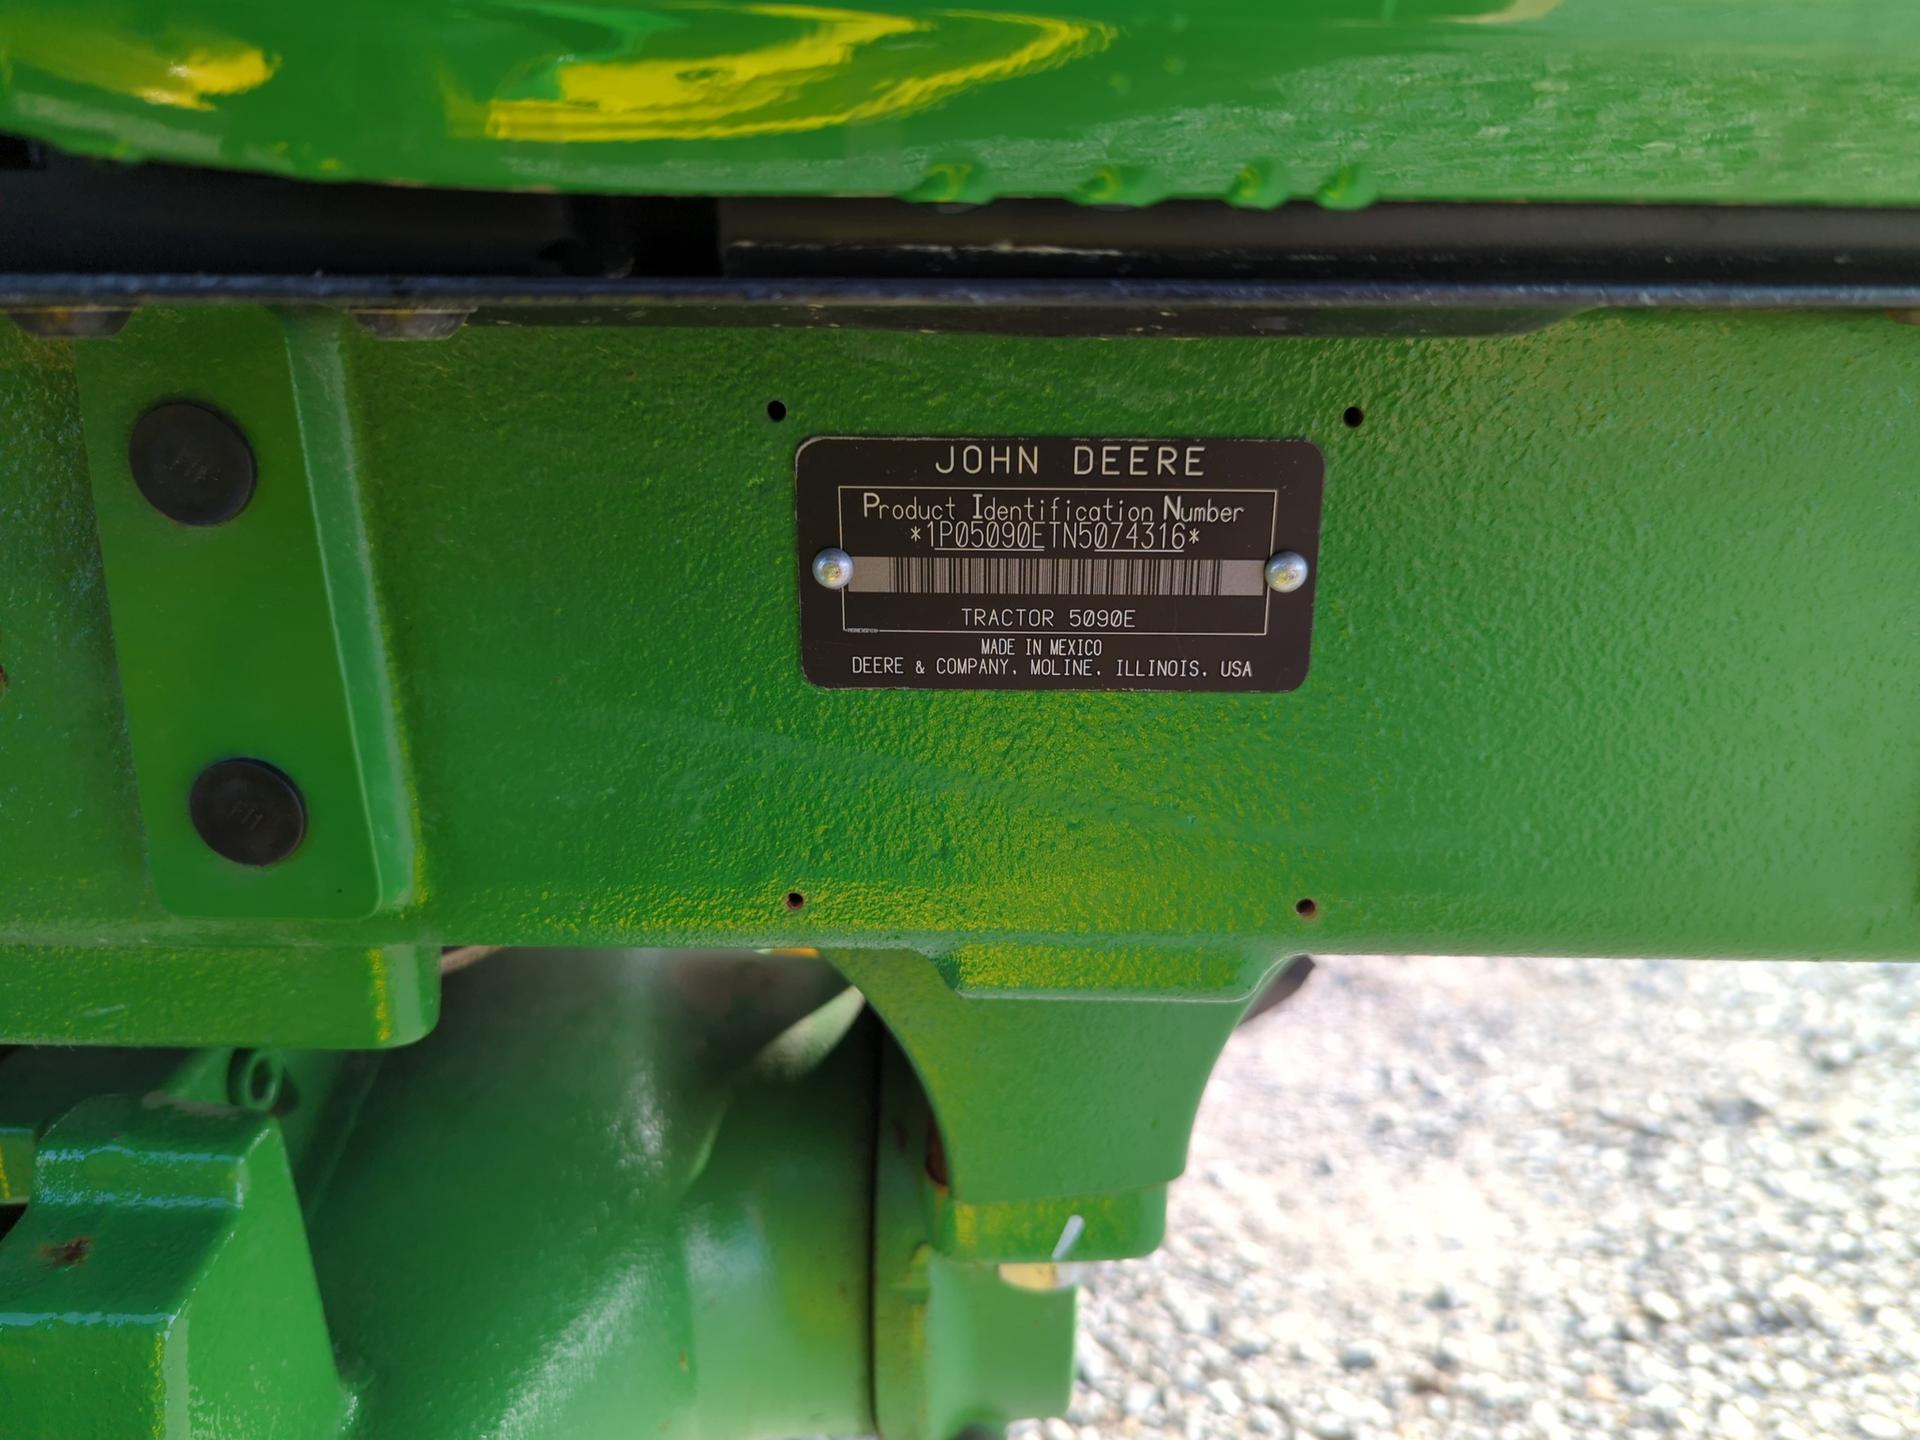 JOHN DEERE
Product Identification Number
*1P05090ETN5074316*
TRACTOR 5090E
MADE IN MEXICO
DEERE & COMPANY, MOLINE, ILLINOIS, USA